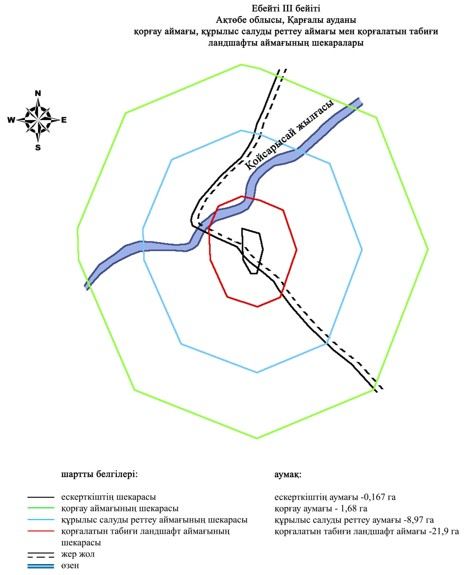 Ебейті III бейіті
Ақтөбе облысы, Қарғалы ауданы
қорғау аймағы, құрылыс салуды реттеу аймағы мен қорғалатын табиғи
ландшафты аймағының шекаралары
N
W
E
S
Қойсарысай жылғасы
шартты белгілері:
ескерткіштің шекарасы
қорғау аймағының шекарасы
құрылыс салуды реттеу аймағының шекарасы
қорғалатын табиғи ландшафт аймағының
шекарасы
жер жол
өзен
аумақ:
ескерткіштің аумағы -0,167 га
қорғау аумағы - 1,68 га
құрылыс салуды реттеу аумағы -8,97 га
қорғалатын табиғи ландшафт аймағы -21,9 га